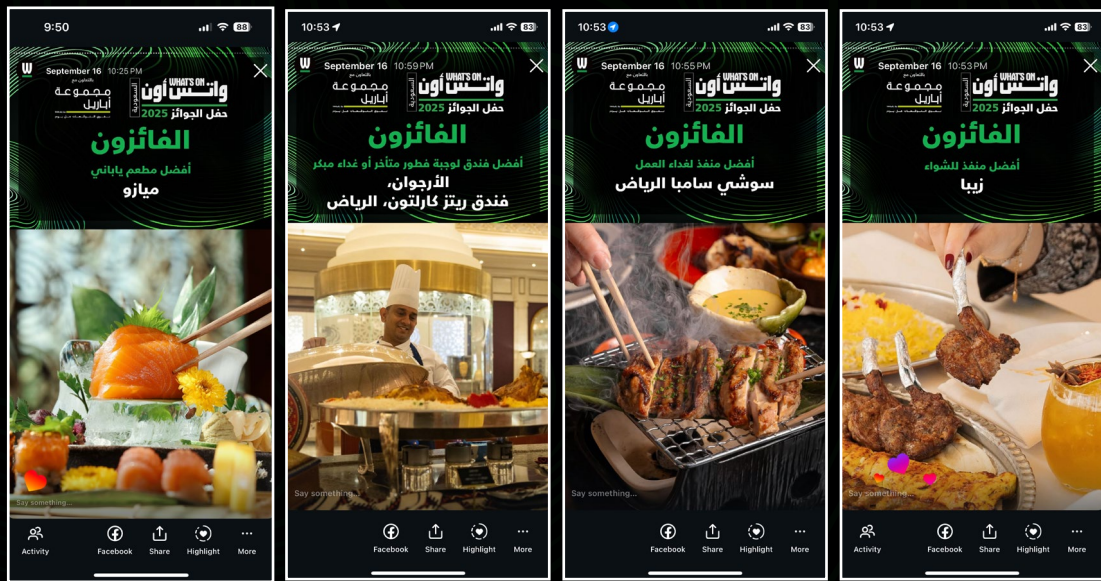 9:50
88
W
September 16 10:25 PM
بالتعاون مع
مجموعة
أباريل
WHAT'S ON
واتس أون
السعودية
حفل الجوائز 2025
الفائزون
أفضل مطعم ياباني
ميازو
Say something...
Activity
Facebook
Share
Highlight
More
10:53
83
W
September 16 10:59 PM
بالتعاون مع
مجموعة
أباريل
WHAT'S ON
واتس أون
السعودية
حفل الجوائز 2025
الفائزون
أفضل فندق لوجبة فطور متأخر أو غداء مبكر
الأرجوان،
فندق ريتز كارلتون، الرياض
Facebook
Share
Highlight
More
10:53
83
W
September 16 10:55 PM
بالتعاون مع
مجموعة
أباريل
WHAT'S ON
واتس أون
السعودية
حفل الجوائز 2025
الفائزون
أفضل منفذ لغداء العمل
سوشي سامبا الرياض
Say something...
Facebook
Share
Highlight
More
10:53
83
W
September 16 10:53 PM
بالتعاون مع
مجموعة
أباريل
WHAT'S ON
واتس أون
السعودية
حفل الجوائز 2025
الفائزون
أفضل منفذ للشواء
زيبا
Say something...
Activity
Facebook
Share
Highlight
More